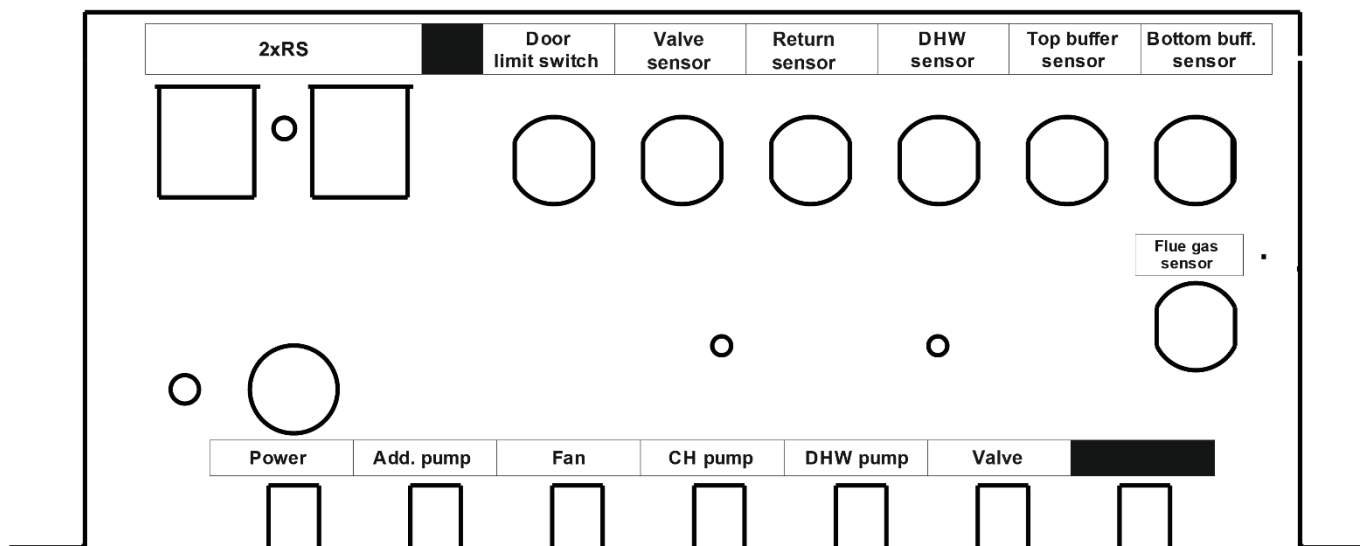 2xRS
Door
limit switch
Valve
sensor
Return
sensor
DHW
sensor
Top buffer
sensor
Bottom buff.
sensor
Flue gas
sensor
Power
Add. pump
Fan
CH pump
DHW pump
Valve